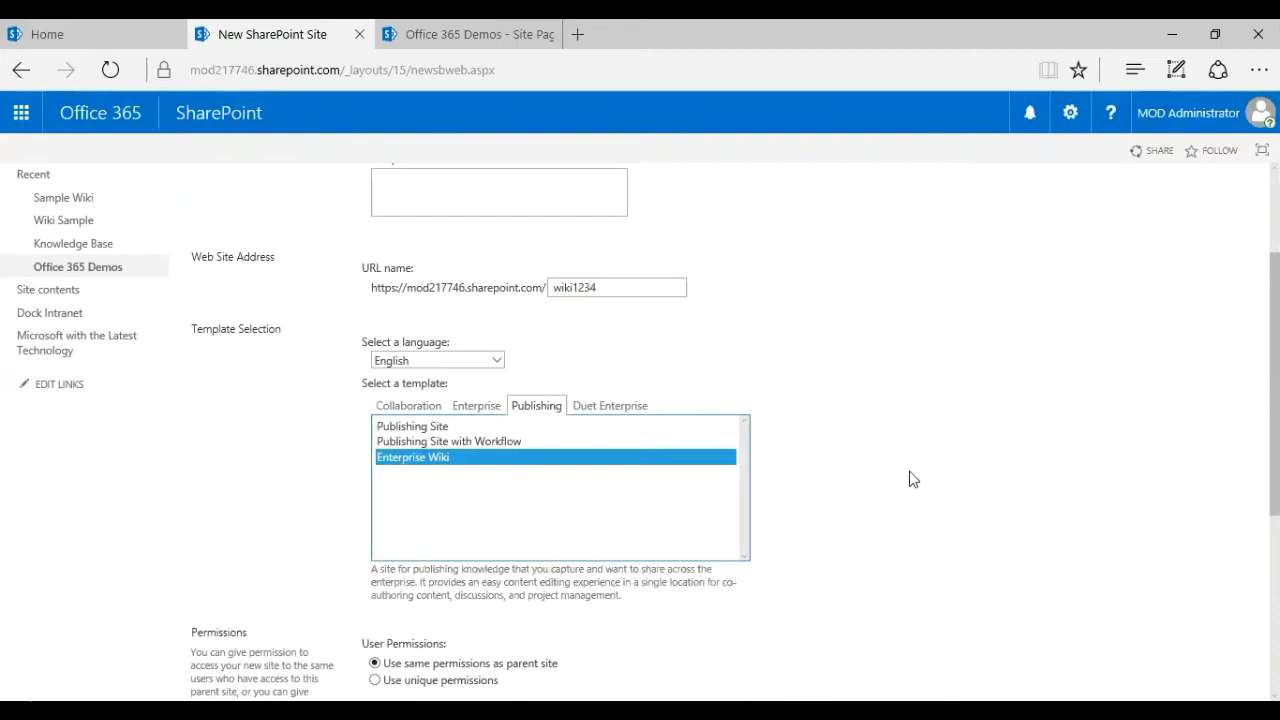 Home
New SharePoint Site
Office 365 Demos - Site Pag
mod217746.sharepoint.com/_layouts/15/newsbweb.aspx
Office 365
SharePoint
?
MOD Administrator
SHARE
FOLLOW
Recent
Sample Wiki
Wiki Sample
Knowledge Base
Office 365 Demos
Site contents
Dock Intranet
Microsoft with the Latest
Technology
EDIT LINKS
Web Site Address
URL name:
https://mod217746.sharepoint.com/ wiki1234
Template Selection
Select a language:
English
Select a template:
Collaboration Enterprise Publishing Duet Enterprise
Publishing Site
Publishing Site with Workflow
Enterprise Wiki
A site for publishing knowledge that you capture and want to share across the
enterprise. It provides an easy content editing experience in a single location for co-
authoring content, discussions, and project management.
Permissions
You can give permission to
access your new site to the same
users who have access to this
parent site, or you can give
User Permissions:
Use same permissions as parent site
Use unique permissions